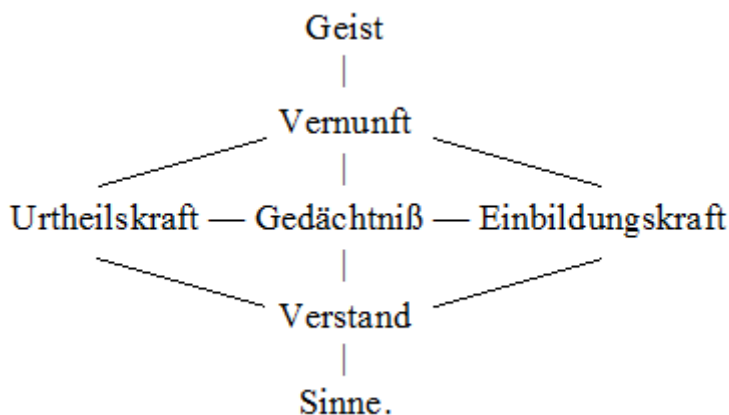 Geist
Vernunft
Urtheilskraft — Gedächtniß — Einbildungskraft
Verstand
Sinne.